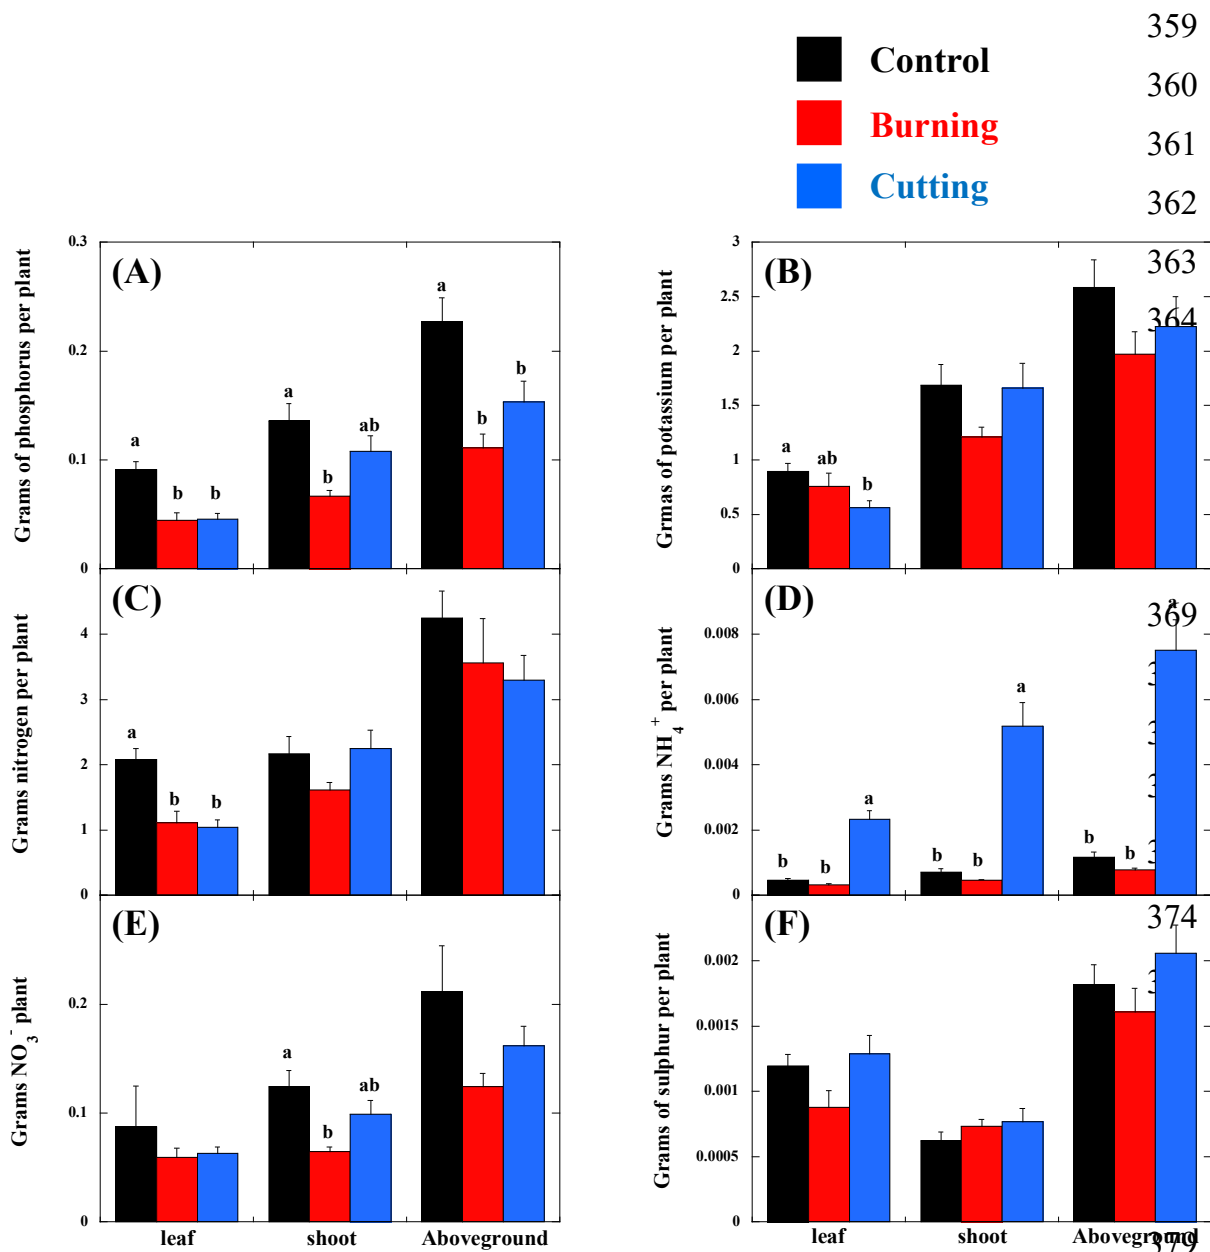 359
Control
360
Burning
361
Cutting
362
363
364
(A)
Grams of phosphorus per plant
0.3
0.2
0.1
0
a
b
b
a
b
ab
a
b
b
(B)
Grmas of potassium per plant
3
2.5
2
1.5
1
0.5
0
a
ab
b
(C)
Grams nitrogen per plant
4
3
2
1
0
a
b
b
(D)
369
Grams NH4+ per plant
0.008
0.006
0.004
0.002
0
b
b
a
b
b
a
b
b
a
(E)
Grams NO3- plant
0.2
0.1
0
a
b
ab
leaf
shoot
Aboveground
(F)
374
Grams of sulphur per plant
0.002
0.0015
0.001
0.0005
0
leaf
shoot
Aboveground
379